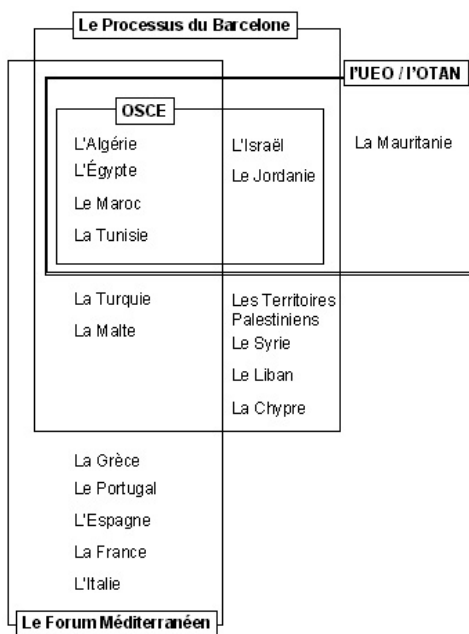 Le Processus du Barcelone
l'UEO / l'OTAN
OSCE
L'Algérie
L'Égypte
Le Maroc
La Tunisie
L'Israël
Le Jordanie
La Mauritanie
La Turquie
La Malte
Les Territoires
Palestiniens
Le Syrie
Le Liban
La Chypre
La Grèce
Le Portugal
L'Espagne
La France
L'Italie
Le Forum Méditerranéen